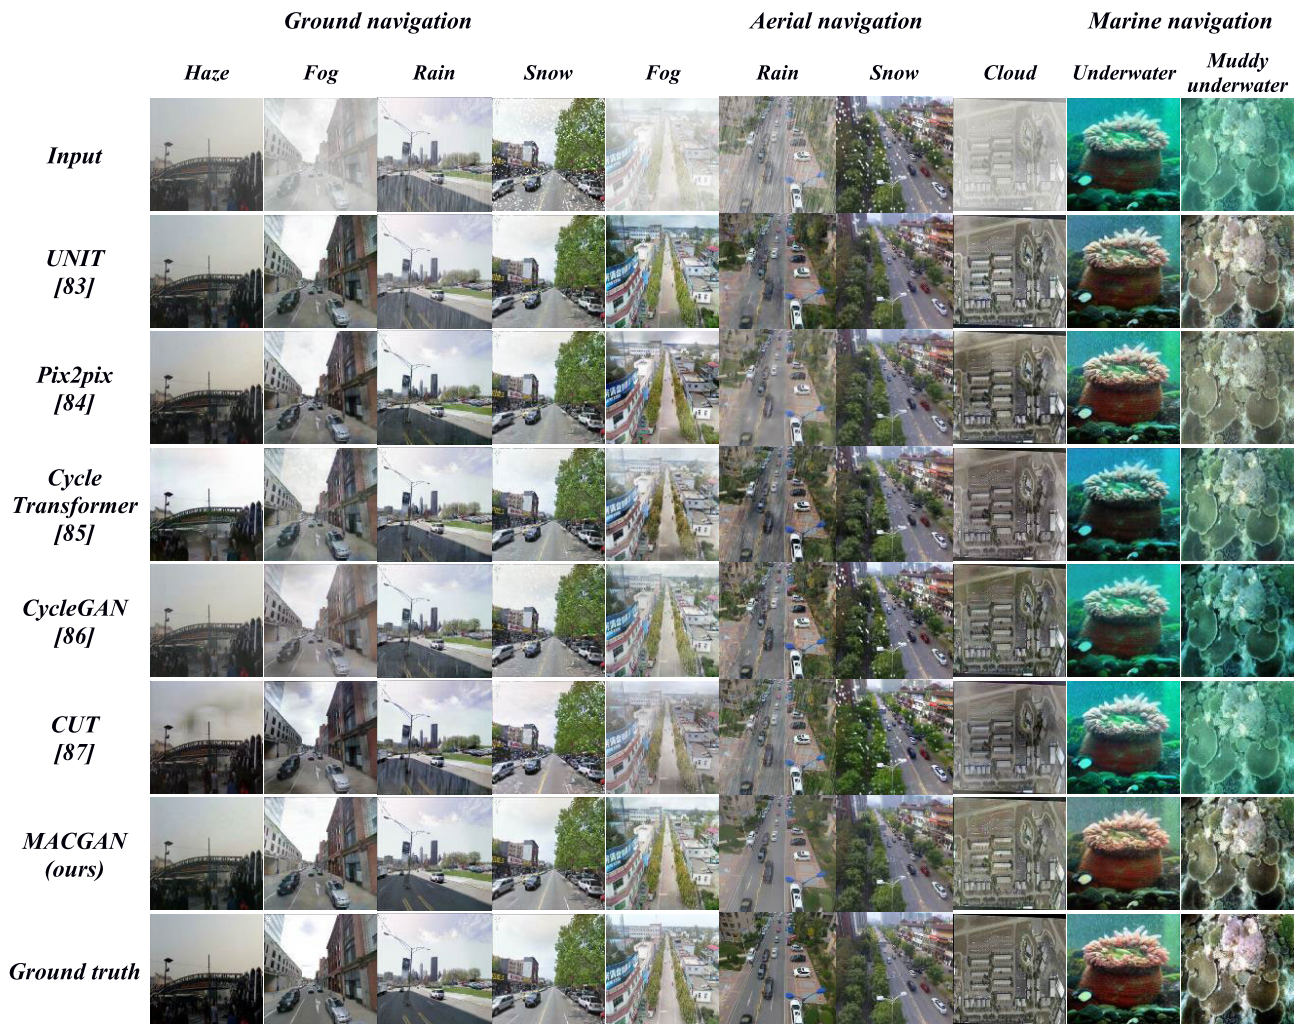 Ground navigation Aerial navigation Marine navigation
Haze Fog Rain Snow Fog Rain Snow Cloud Underwater Muddy
underwater
Input
UNIT
[83]
Pix2pix
[84]
Cycle
Transformer
[85]
CycleGAN
[86]
CUT
[87]
MACGAN
(ours)
Ground truth